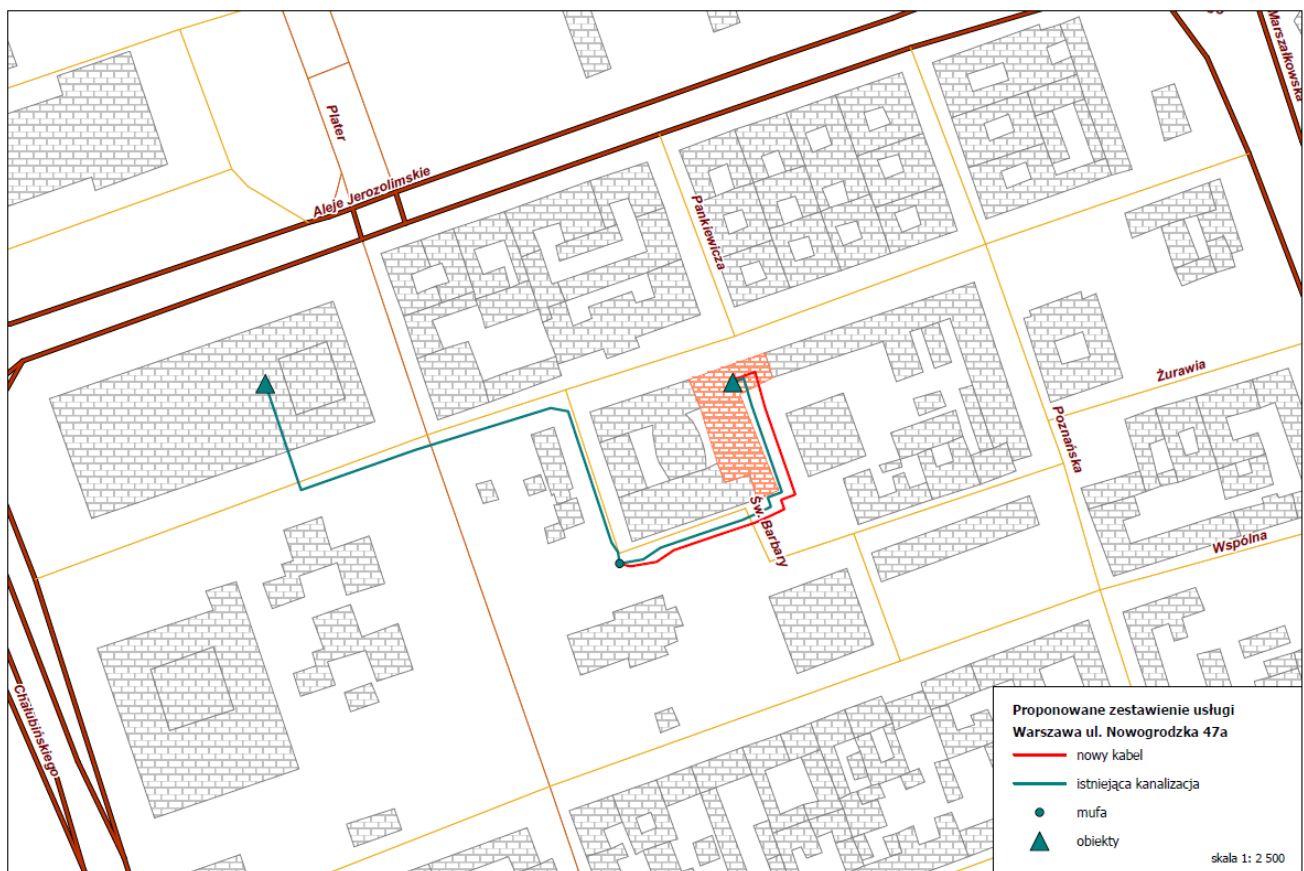 Marszałkowska
Plater
Aleje Jerozolimskie
Pankiewicza
Żurawia
Poznańska
Św. Barbary
Wspólna
Chałubińskiego
Proponowane zestawienie usługi
Warszawa ul. Nowogrodzka 47a
nowy kabel
istniejąca kanalizacja
mufa
obiekty
skala 1: 2 500